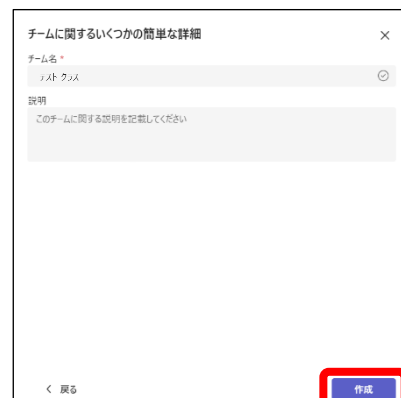 チームに関するいくつかの簡単な詳細
チーム名 *
テスト クラス
説明
このチームに関する説明を記載してください
戻る
作成